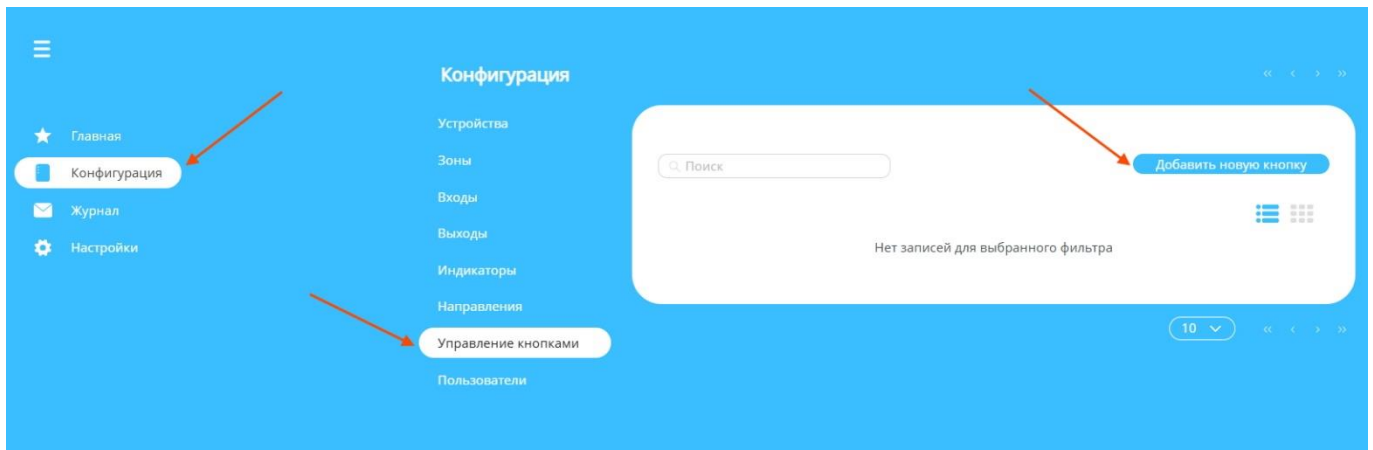 Конфигурация
« ‹ › »
Главная
Конфигурация
Журнал
Настройки
Устройства
Зоны
Входы
Выходы
Индикаторы
Направления
Управление кнопками
Пользователи
Поиск
Добавить новую кнопку
Нет записей для выбранного фильтра
10
« ‹ › »